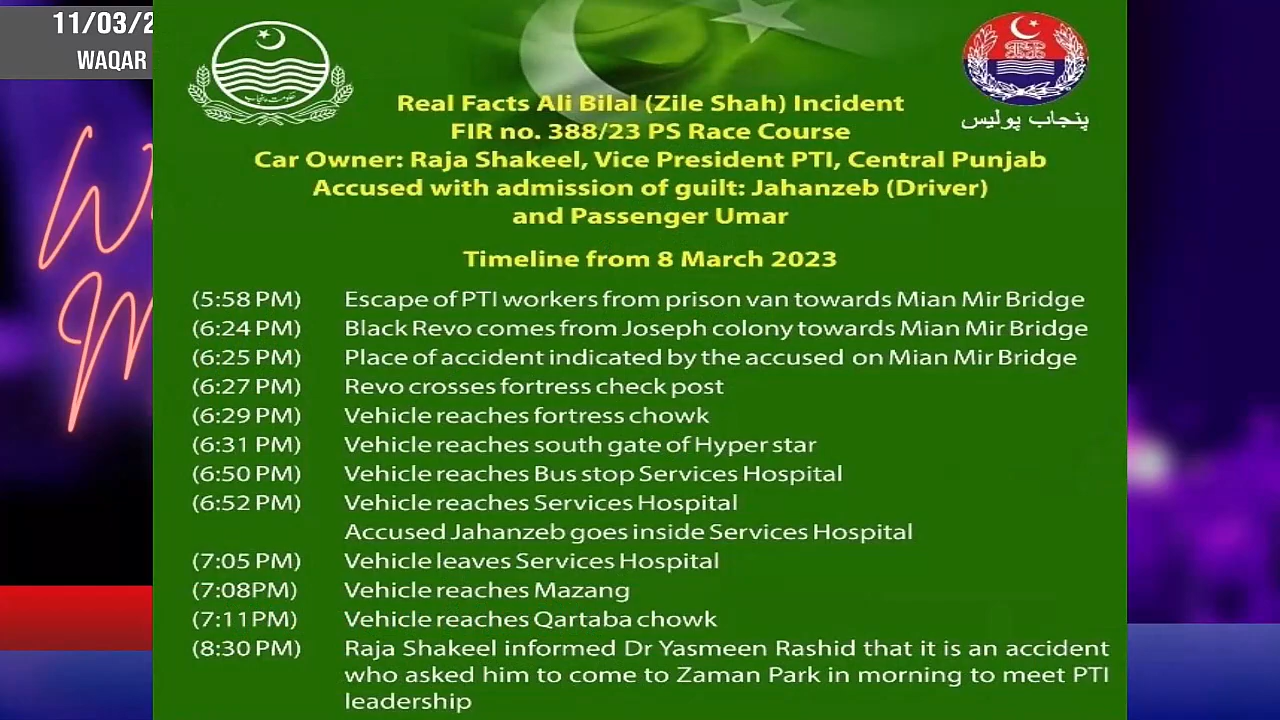 11/03/2
WAQAR
Real Facts Ali Bilal (Zile Shah) Incident
FIR no. 388/23 PS Race Course
Car Owner: Raja Shakeel, Vice President PTI, Central Punjab
Accused with admission of guilt: Jahanzeb (Driver)
and Passenger Umar
پنجاب پولیس
Timeline from 8 March 2023
(5:58 PM) Escape of PTI workers from prison van towards Mian Mir Bridge
(6:24 PM) Black Revo comes from Joseph colony towards Mian Mir Bridge
(6:25 PM) Place of accident indicated by the accused on Mian Mir Bridge
(6:27 PM) Revo crosses fortress check post
(6:29 PM) Vehicle reaches fortress chowk
(6:31 PM) Vehicle reaches south gate of Hyper star
(6:50 PM) Vehicle reaches Bus stop Services Hospital
(6:52 PM) Vehicle reaches Services Hospital
Accused Jahanzeb goes inside Services Hospital
(7:05 PM) Vehicle leaves Services Hospital
(7:08PM) Vehicle reaches Mazang
(7:11PM) Vehicle reaches Qartaba chowk
(8:30 PM) Raja Shakeel informed Dr Yasmeen Rashid that it is an accident
who asked him to come to Zaman Park in morning to meet PTI
leadership